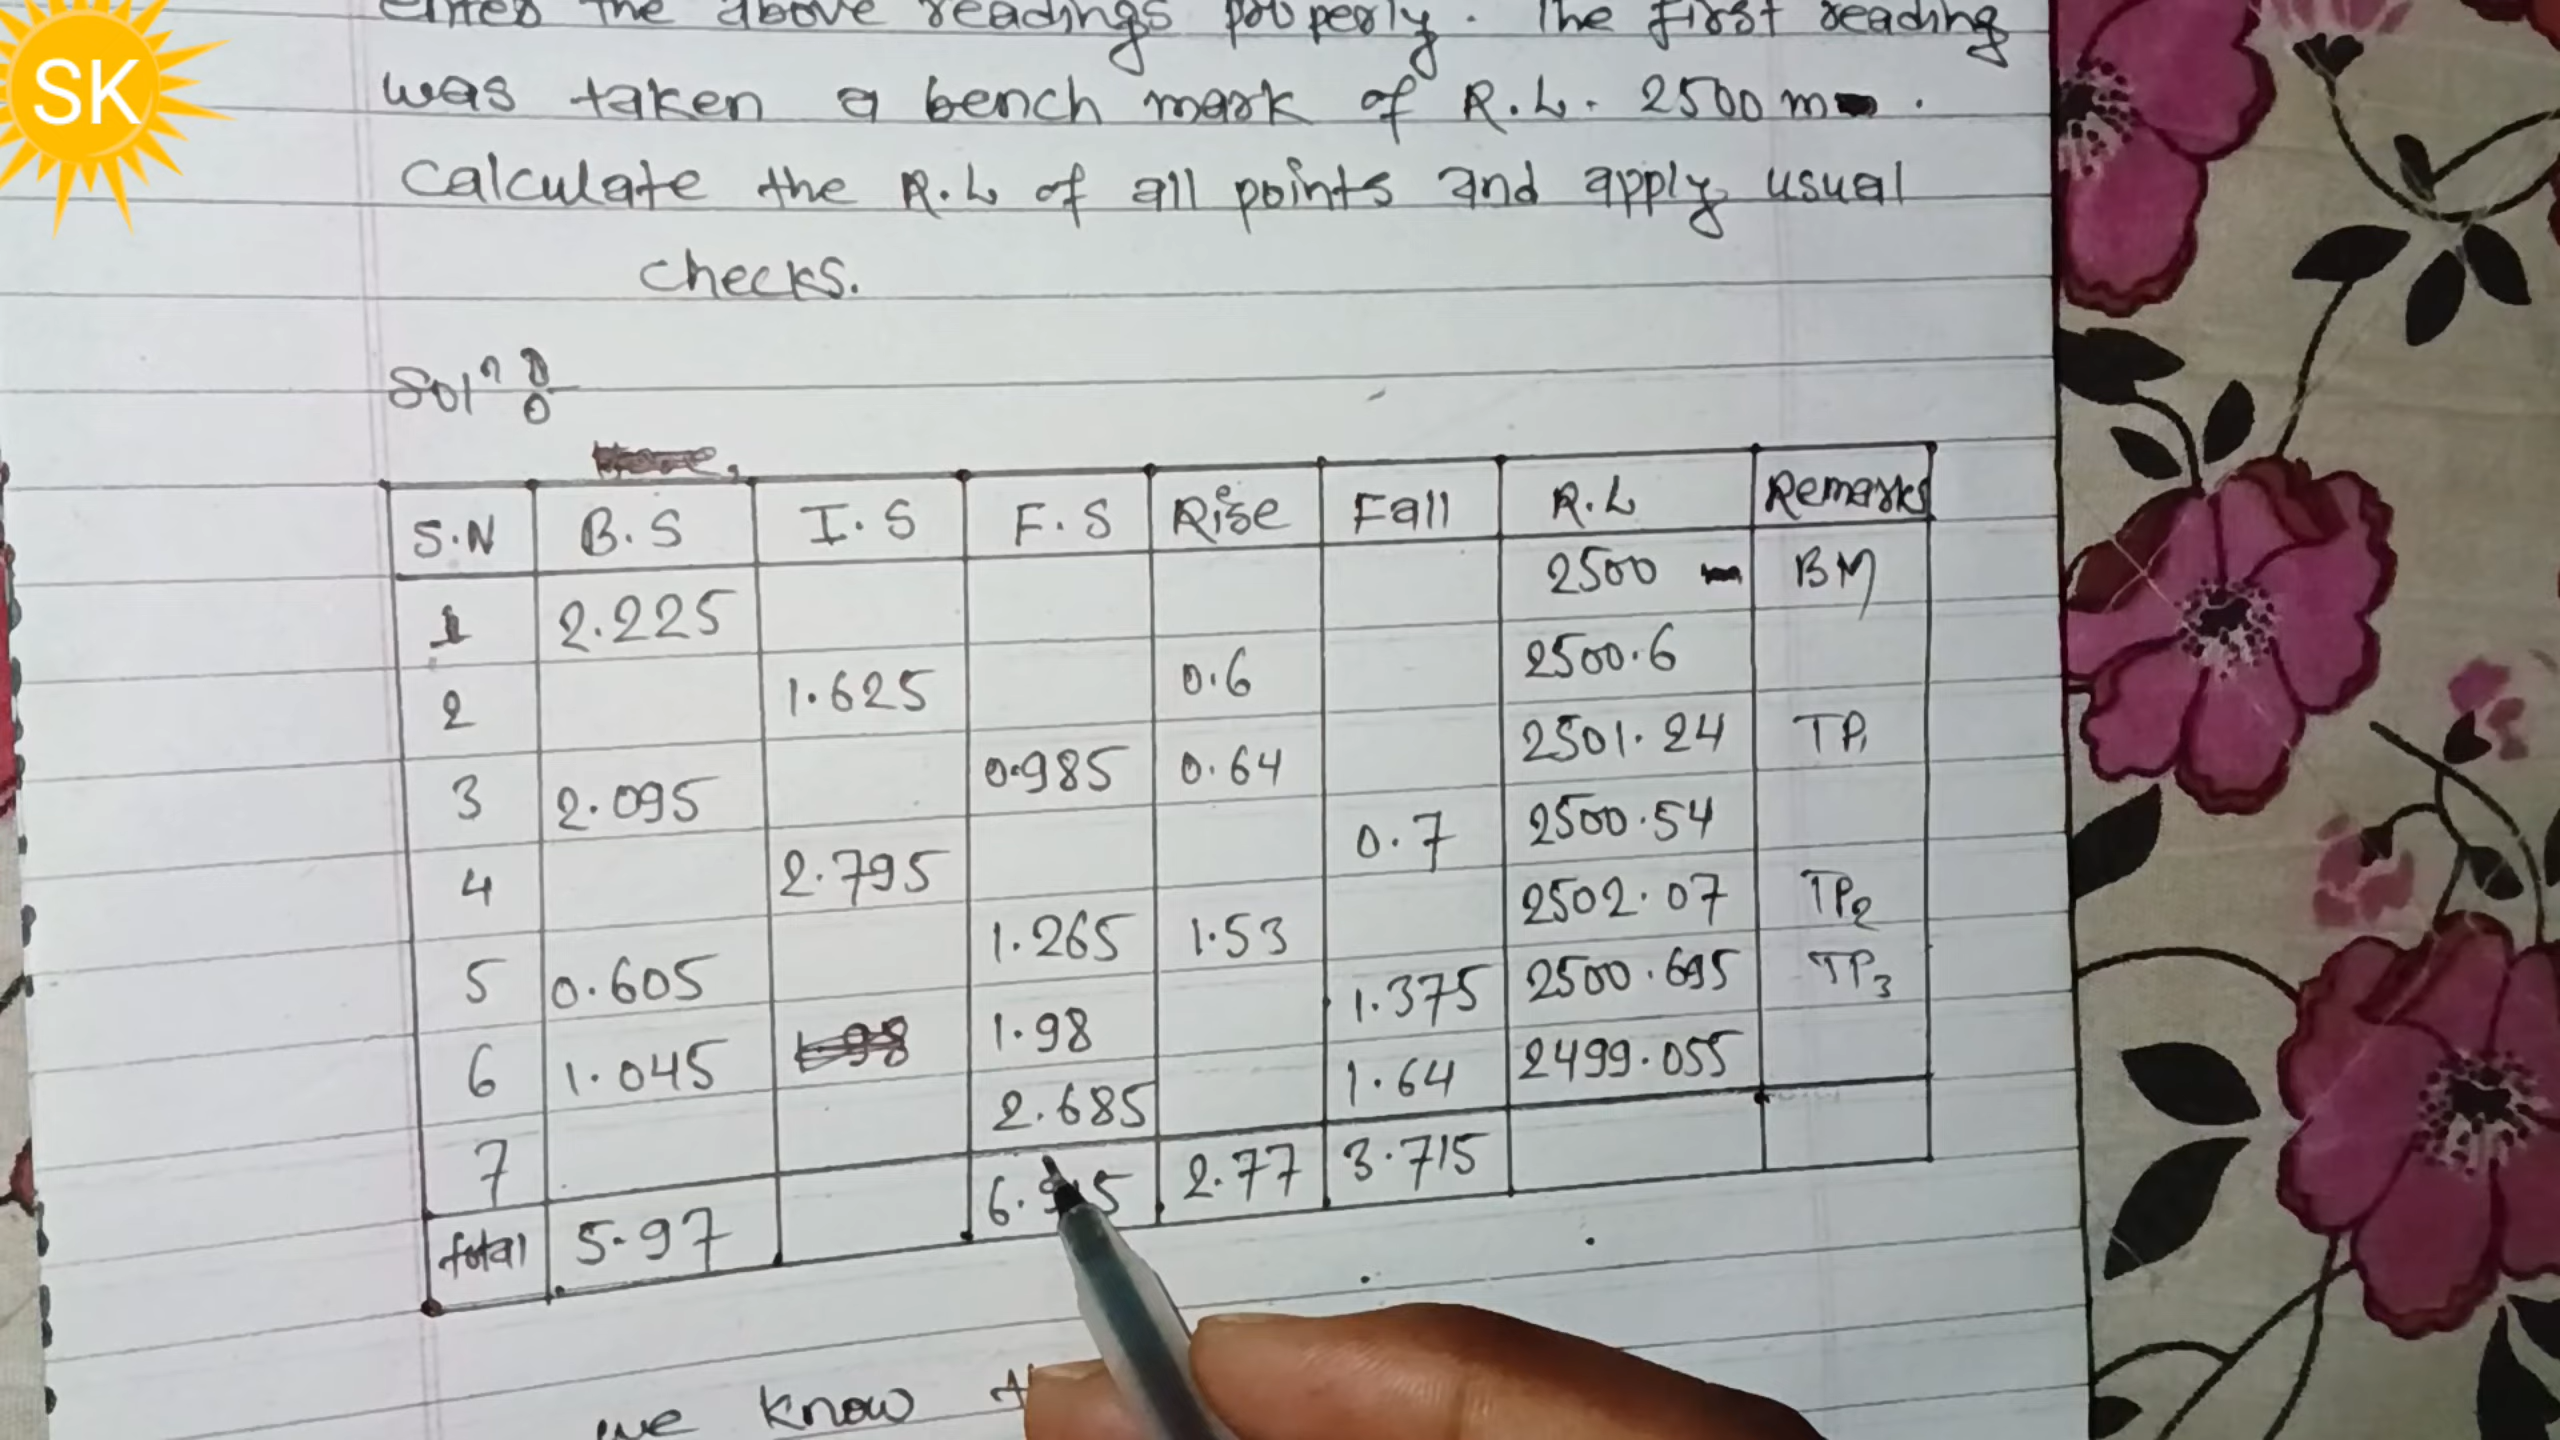 enter the above readings properly. The first reading
SK
was taken a bench mark of R.L. 2500 m .
Calculate the R.L of all points and apply usual
checks.
Solⁿ :
S.N B.S I.S F.S Rise Fall R.L Remarks
1 2.225 2500 BM
2 1.625 0.6 2500.6
3 2.095 0.985 0.64 2501.24 TP₁
4 2.795 0.7 2500.54
5 0.605 1.265 1.53 2502.07 TP₂
6 1.045 1.98 1.98 1.375 2500.695 TP₃
7 2.685 1.64 2499.055
total 5.97 2.77 3.715
we know